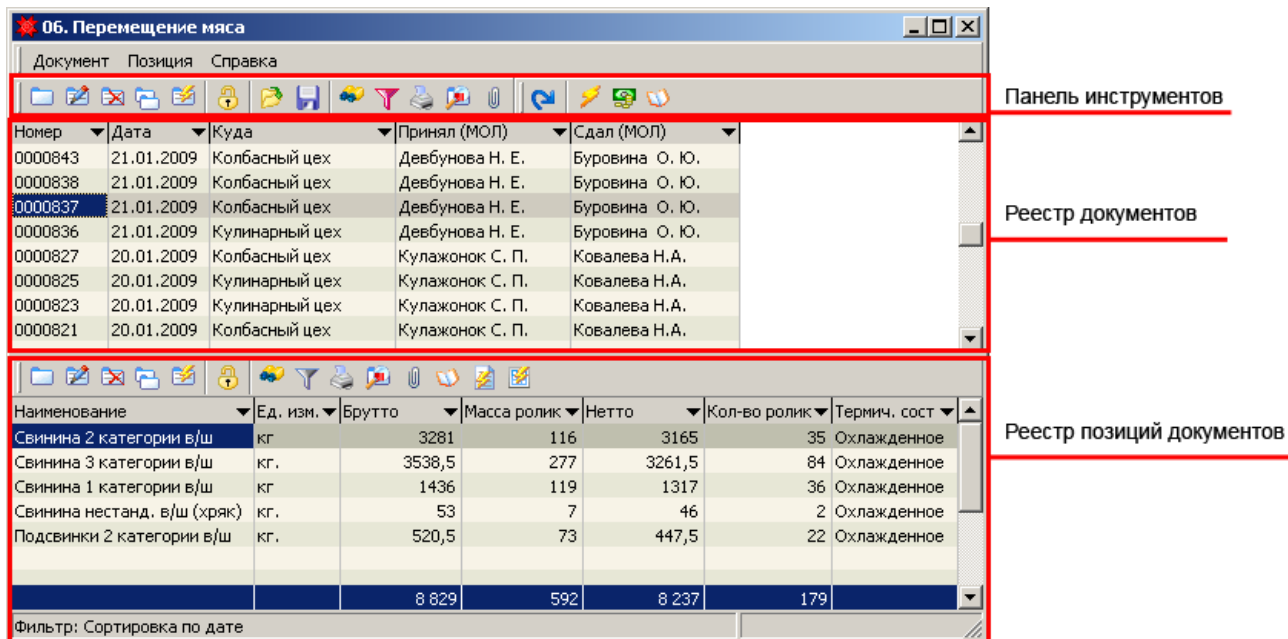 06. Перемещение мяса
Документ Позиция Справка
Панель инструментов
Номер Дата Куда Принял (МОЛ) Сдал (МОЛ)
0000843 21.01.2009 Колбасный цех Девбунова Н. Е. Буровина О. Ю.
0000838 21.01.2009 Колбасный цех Девбунова Н. Е. Буровина О. Ю.
0000837 21.01.2009 Колбасный цех Девбунова Н. Е. Буровина О. Ю.
Реестр документов
0000836 21.01.2009 Кулинарный цех Девбунова Н. Е. Буровина О. Ю.
0000827 20.01.2009 Колбасный цех Кулажонок С. П. Ковалева Н.А.
0000825 20.01.2009 Кулинарный цех Кулажонок С. П. Ковалева Н.А.
0000823 20.01.2009 Кулинарный цех Кулажонок С. П. Ковалева Н.А.
0000821 20.01.2009 Колбасный цех Кулажонок С. П. Ковалева Н.А.
Наименование Ед. изм. Брутто Масса ролик Нетто Кол-во ролик Термич. сост
Реестр позиций документов
Свинина 2 категории в/ш кг 3281 116 3165 35 Охлажденное
Свинина 3 категории в/ш кг. 3538,5 277 3261,5 84 Охлажденное
Свинина 1 категории в/ш кг 1436 119 1317 36 Охлажденное
Свинина нестанд. в/ш (хряк) кг. 53 7 46 2 Охлажденное
Подсвинки 2 категории в/ш кг. 520,5 73 447,5 22 Охлажденное
8 829 592 8 237 179
Фильтр: Сортировка по дате